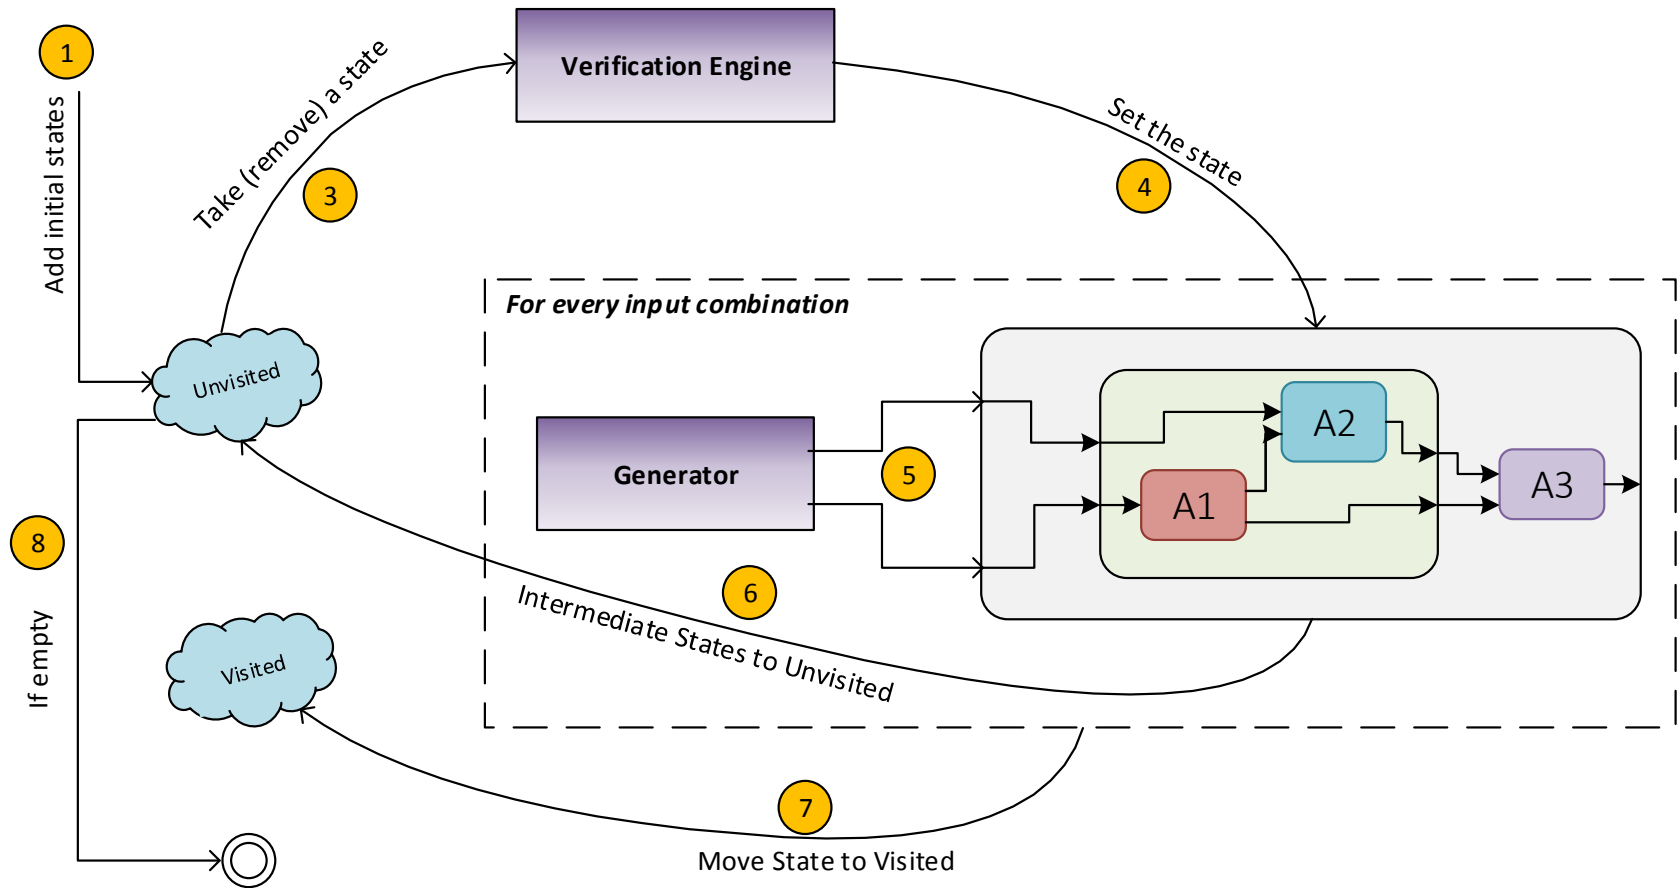 1
Add initial states
Take (remove) a state
3
Verification Engine
Set the state
4
For every input combination
Unvisited
Generator
5
A1
A2
A3
6
Intermediate States to Unvisited
8
If empty
Visited
7
Move State to Visited